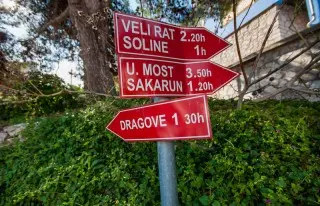 VELI RAT 2.20h
SOLINE 1h
U. MOST 3.50h
SAKARUN 1.20h
DRAGOVE 1 30h